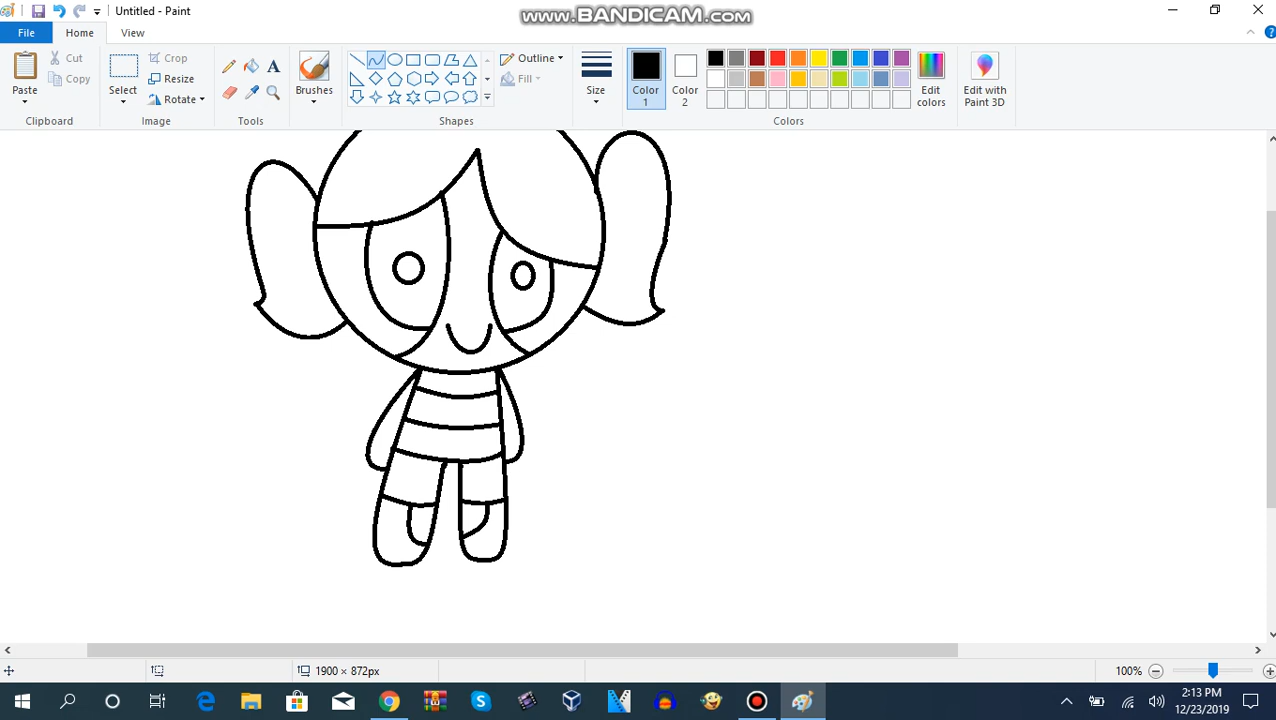 www.BANDICAM.com
Untitled - Paint
File Home View
Paste
Cut
Copy
Clipboard
Select
Crop
Resize
Rotate
Image
A
Tools
Brushes
Shapes
Outline
Fill
Size
Color 1
Color 2
Colors
Edit colors
Edit with Paint 3D
1900 × 872px
100%
2:13 PM
12/23/2019